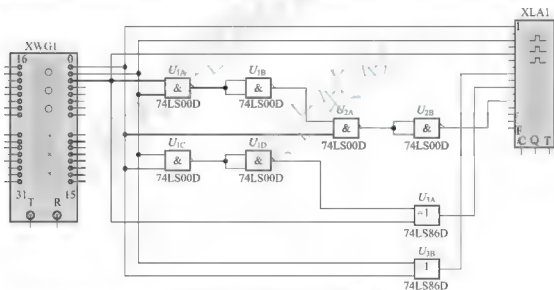 XWG1
XLA1
16 0
1
U1A
U1B
&
&
74LS00D
74LS00D
U2A
U2B
&
&
74LS00D
74LS00D
F
C Q T
U1C
U1D
&
&
74LS00D
74LS00D
31 15
T R
U3A
74LS86D
U3B
1
74LS86D